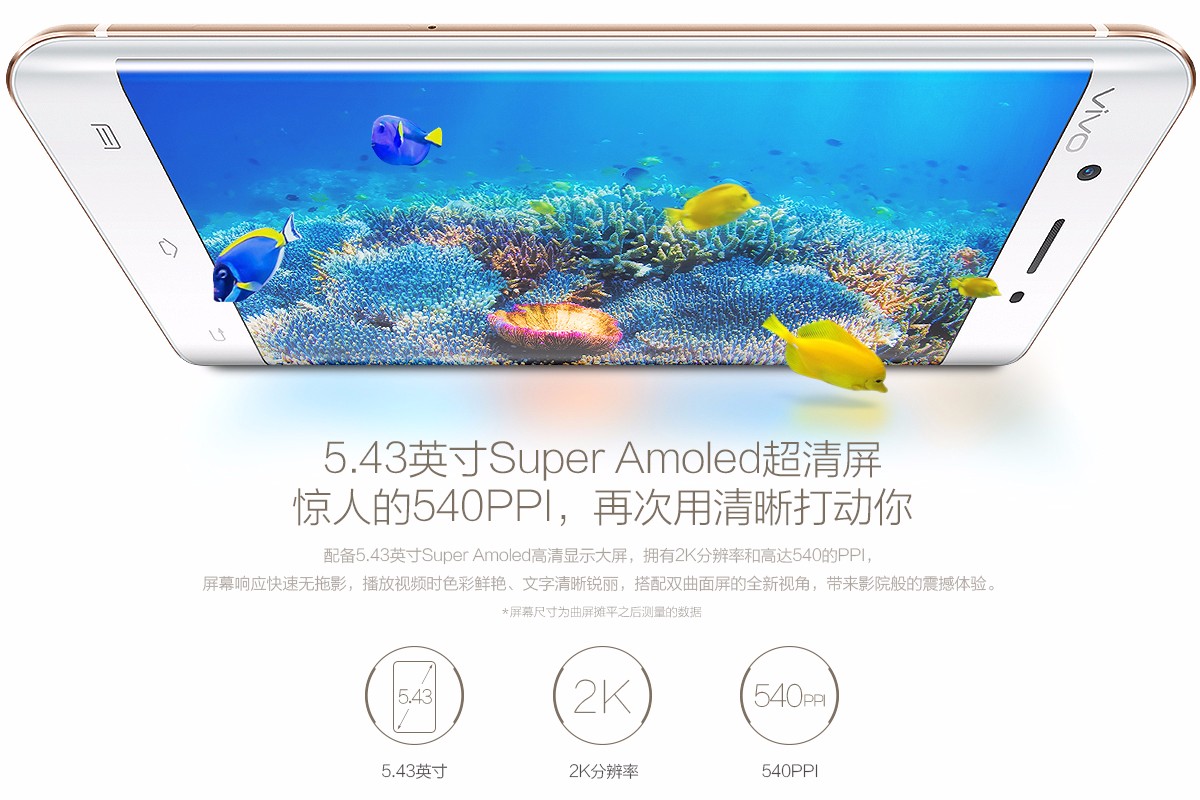 vivo
5.43英寸Super Amoled超清屏
惊人的540PPI，再次用清晰打动你
配备5.43英寸Super Amoled高清显示大屏，拥有2K分辨率和高达540的PPI，
屏幕响应快速无拖影，播放视频时色彩鲜艳、文字清晰锐丽，搭配双曲面屏的全新视角，带来影院般的震撼体验。
*屏幕尺寸为曲屏摊平之后测量的数据
5.43
2K
540PPI
5.43英寸
2K分辨率
540PPI